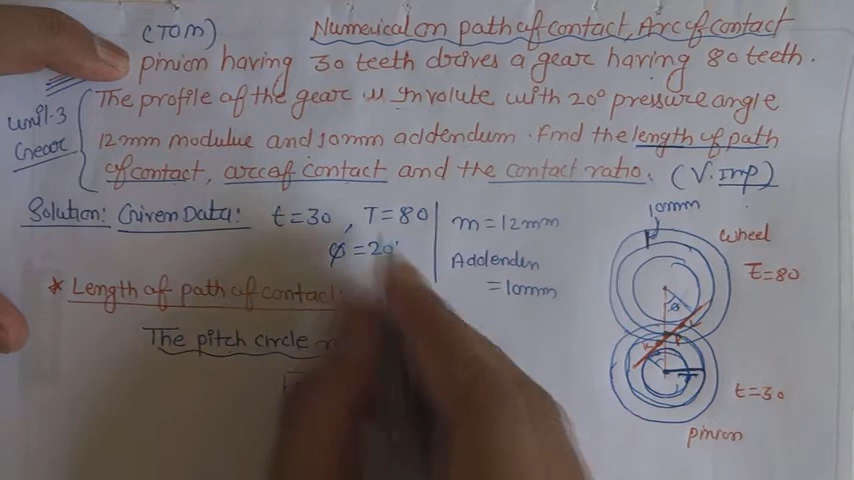 (TOM)
Numerical on path of contact, Arc of contact
pinion having 30 teeth drives a gear having 80 teeth.
Unit-3
Gear
The profile of the gear is Involute with 20° pressure angle
12mm module and 10mm addendum. Find the length of path
of contact, arc of contact and the contact ratio. (V.Imp)
Solution: Given Data: t=30, T=80
φ=20°
m=12mm
Addendum
=10mm
10mm
wheel
T=80
* Length of path of contact:
The pitch circle
t=30
pinion